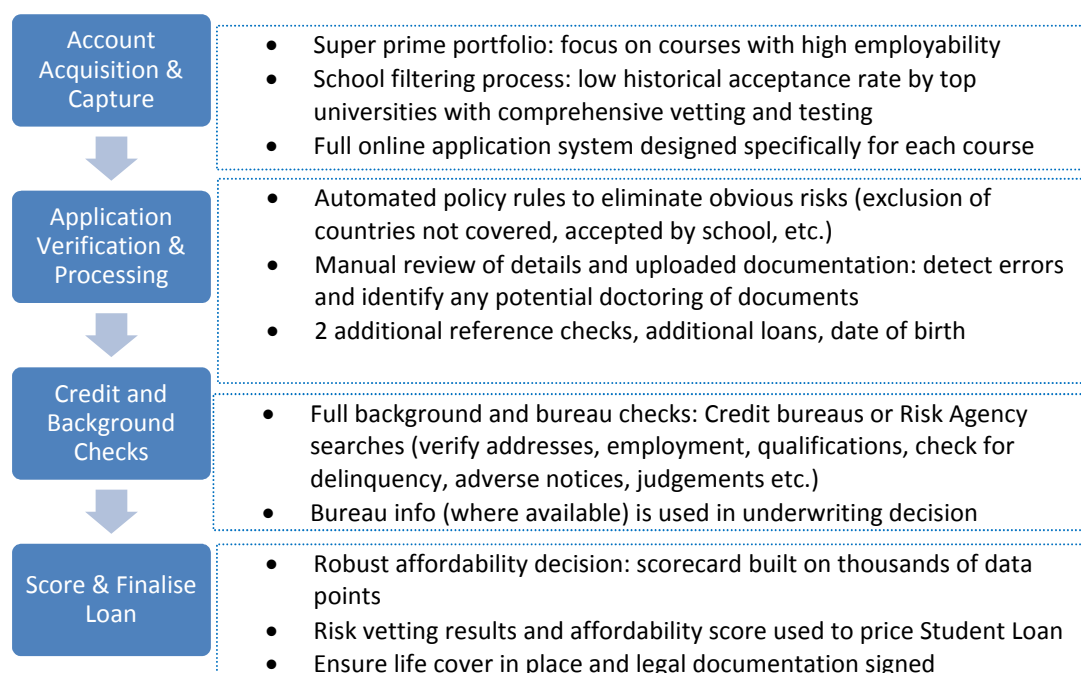 Account
Acquisition &
Capture
• Super prime portfolio: focus on courses with high employability
• School filtering process: low historical acceptance rate by top
universities with comprehensive vetting and testing
• Full online application system designed specifically for each course
Application
Verification &
Processing
• Automated policy rules to eliminate obvious risks (exclusion of
countries not covered, accepted by school, etc.)
• Manual review of details and uploaded documentation: detect errors
and identify any potential doctoring of documents
• 2 additional reference checks, additional loans, date of birth
Credit and
Background
Checks
• Full background and bureau checks: Credit bureaus or Risk Agency
searches (verify addresses, employment, qualifications, check for
delinquency, adverse notices, judgements etc.)
• Bureau info (where available) is used in underwriting decision
Score & Finalise
Loan
• Robust affordability decision: scorecard built on thousands of data
points
• Risk vetting results and affordability score used to price Student Loan
• Ensure life cover in place and legal documentation signed